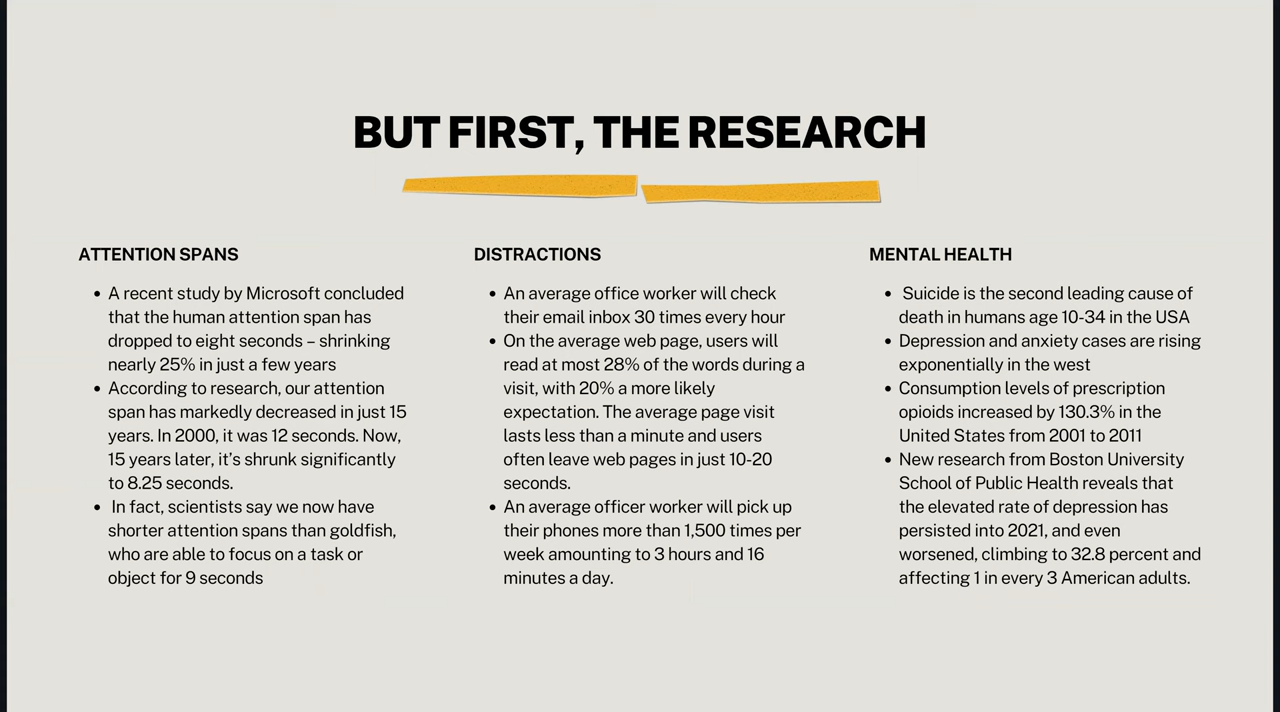 BUT FIRST, THE RESEARCH
ATTENTION SPANS
• A recent study by Microsoft concluded
that the human attention span has
dropped to eight seconds – shrinking
nearly 25% in just a few years
• According to research, our attention
span has markedly decreased in just 15
years. In 2000, it was 12 seconds. Now,
15 years later, it's shrunk significantly
to 8.25 seconds.
• In fact, scientists say we now have
shorter attention spans than goldfish,
who are able to focus on a task or
object for 9 seconds
DISTRACTIONS
• An average office worker will check
their email inbox 30 times every hour
• On the average web page, users will
read at most 28% of the words during a
visit, with 20% a more likely
expectation. The average page visit
lasts less than a minute and users
often leave web pages in just 10-20
seconds.
• An average officer worker will pick up
their phones more than 1,500 times per
week amounting to 3 hours and 16
minutes a day.
MENTAL HEALTH
• Suicide is the second leading cause of
death in humans age 10-34 in the USA
• Depression and anxiety cases are rising
exponentially in the west
• Consumption levels of prescription
opioids increased by 130.3% in the
United States from 2001 to 2011
• New research from Boston University
School of Public Health reveals that
the elevated rate of depression has
persisted into 2021, and even
worsened, climbing to 32.8 percent and
affecting 1 in every 3 American adults.